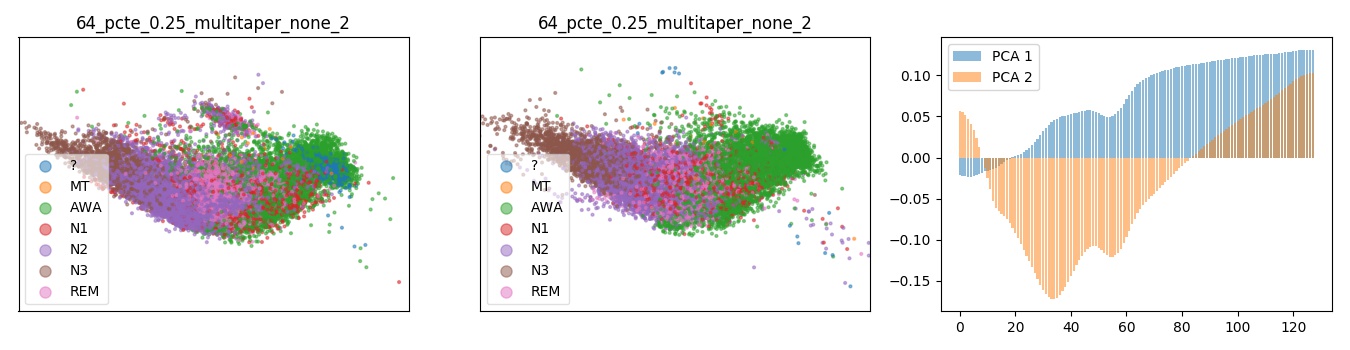 64_pcte_0.25_multitaper_none_2
?
MT
AWA
N1
N2
N3
REM
64_pcte_0.25_multitaper_none_2
?
MT
AWA
N1
N2
N3
REM
PCA 1
PCA 2
0.10
0.05
0.00
−0.05
−0.10
−0.15
0 20 40 60 80 100 120